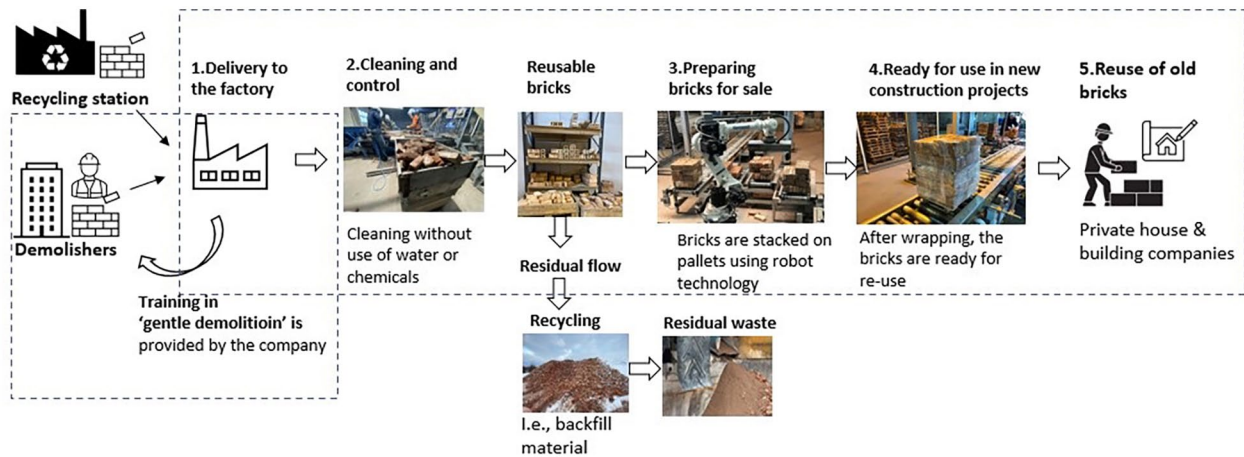 Recycling station
Demolishers
1.Delivery to
the factory
Training in
‘gentle demolitioin’ is
provided by the company
2.Cleaning and
control
Cleaning without
use of water or
chemicals
Reusable
bricks
Residual flow
Recycling
I.e., backfill
material
Residual waste
3.Preparing
bricks for sale
Bricks are stacked on
pallets using robot
technology
4.Ready for use in new
construction projects
After wrapping, the
bricks are ready for
re-use
5.Reuse of old
bricks
Private house &
building companies